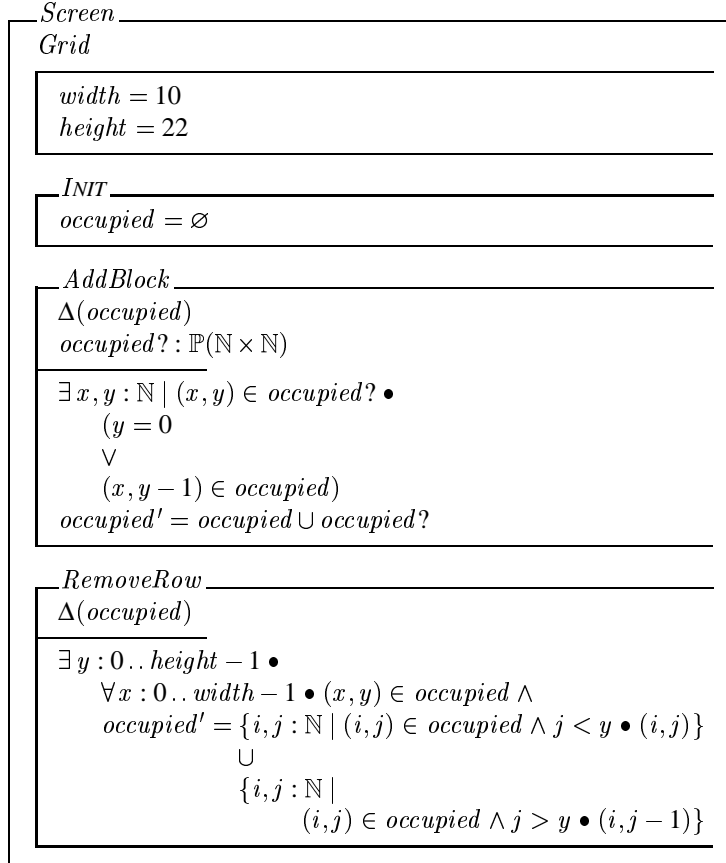 Screen
Grid
width = 10
height = 22
INIT
occupied = ∅
AddBlock
Δ(occupied)
occupied? : ℙ(ℕ × ℕ)
∃ x, y : ℕ | (x, y) ∈ occupied? •
(y = 0
∨
(x, y − 1) ∈ occupied)
occupied′ = occupied ∪ occupied?
RemoveRow
Δ(occupied)
∃ y : 0 .. height − 1 •
∀ x : 0 .. width − 1 • (x, y) ∈ occupied ∧
occupied′ = {i, j : ℕ | (i, j) ∈ occupied ∧ j < y • (i, j)}
∪
{i, j : ℕ |
(i, j) ∈ occupied ∧ j > y • (i, j − 1)}